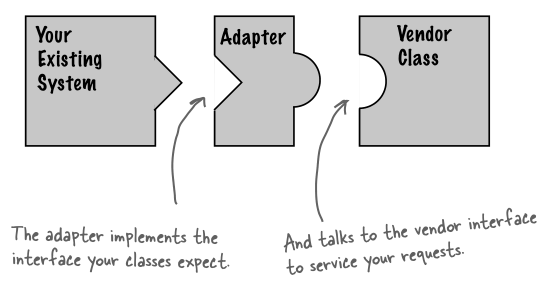 Your
Existing
System
Adapter
Vendor
Class
The adapter implements the
interface your classes expect.
And talks to the vendor interface
to service your requests.